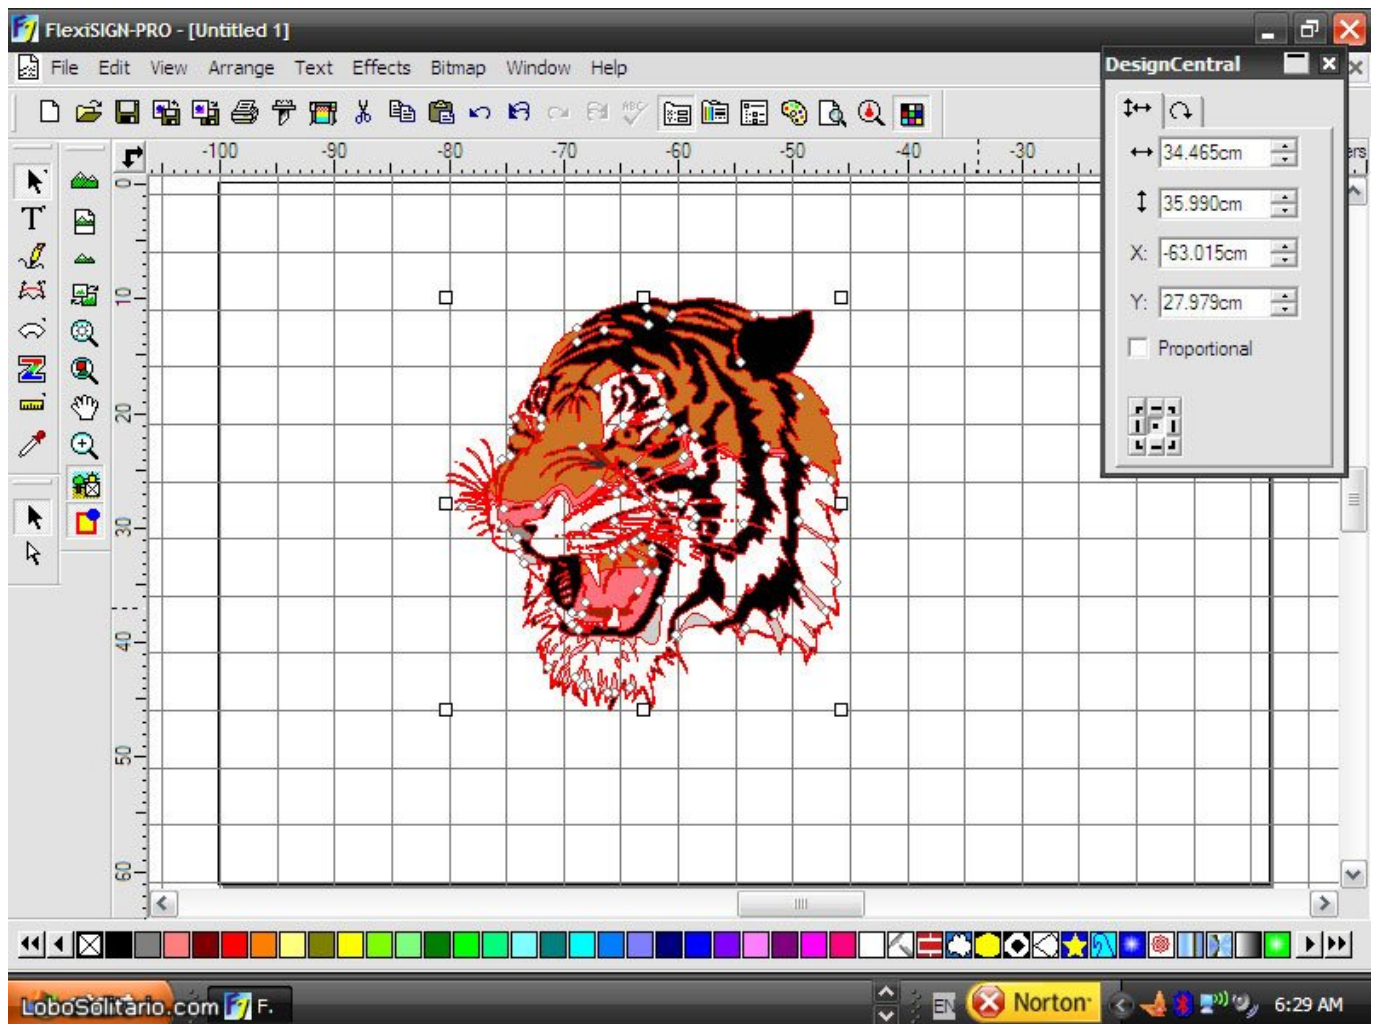 FlexiSIGN-PRO - [Untitled 1]
File Edit View Arrange Text Effects Bitmap Window Help
DesignCentral
ABC
-100 -90 -80 -70 -60 -50 -40 -30
ers
34.465cm
35.990cm
X: -63.015cm
Y: 27.979cm
Proportional
0
10
20
30
40
50
60
LoboSolitario.com F.
EN
Norton
6:29 AM